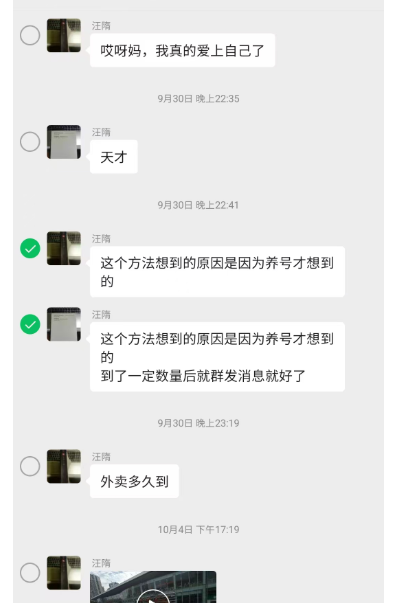 汪隋
哎呀妈，我真的爱上自己了
9月30日 晚上22:35
汪隋
天才
9月30日 晚上22:41
汪隋
这个方法想到的原因是因为养号才想到
的
汪隋
这个方法想到的原因是因为养号才想到
的
到了一定数量后就群发消息就好了
9月30日 晚上23:19
汪隋
外卖多久到
10月4日 下午17:19
汪隋